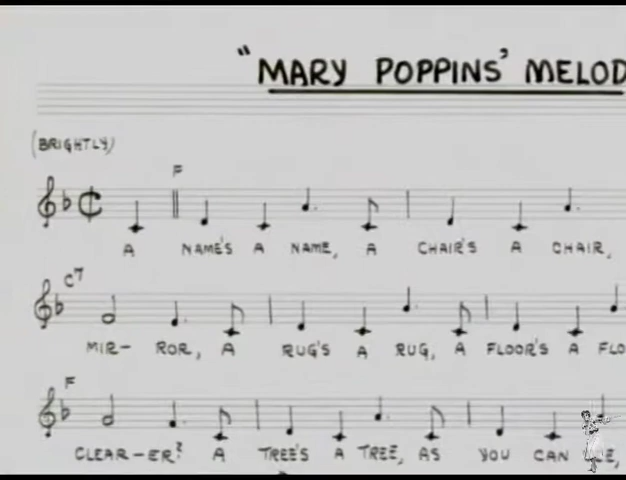 "MARY POPPINS' MELOD
(BRIGHTLY)
F
A NAME'S A NAME, A CHAIR'S A CHAIR,
C7
MIR- ROR, A RUG'S A RUG, A FLOOR'S A FLO
F
CLEAR-ER? A TREE'S A TREE, AS YOU CAN